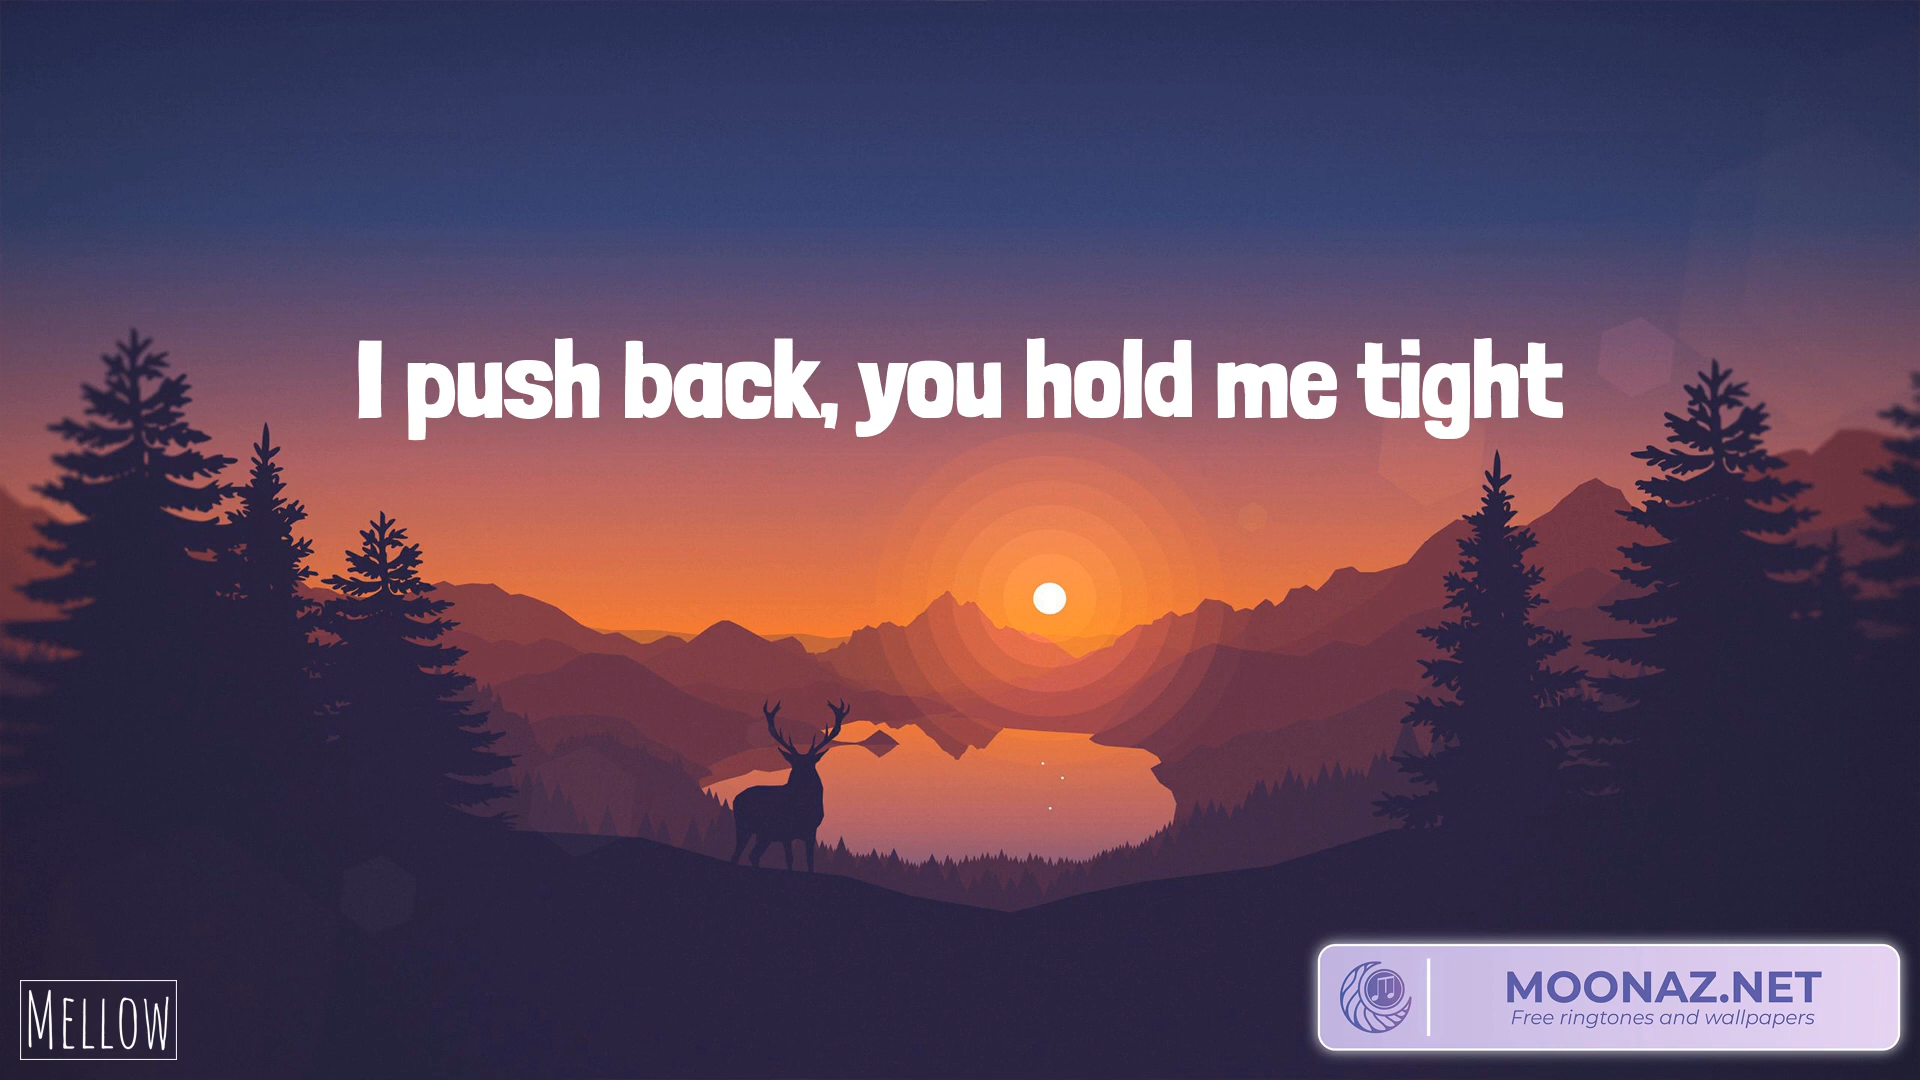 I push back, you hold me tight
MELLOW
MOONAZ.NET
Free ringtones and wallpapers